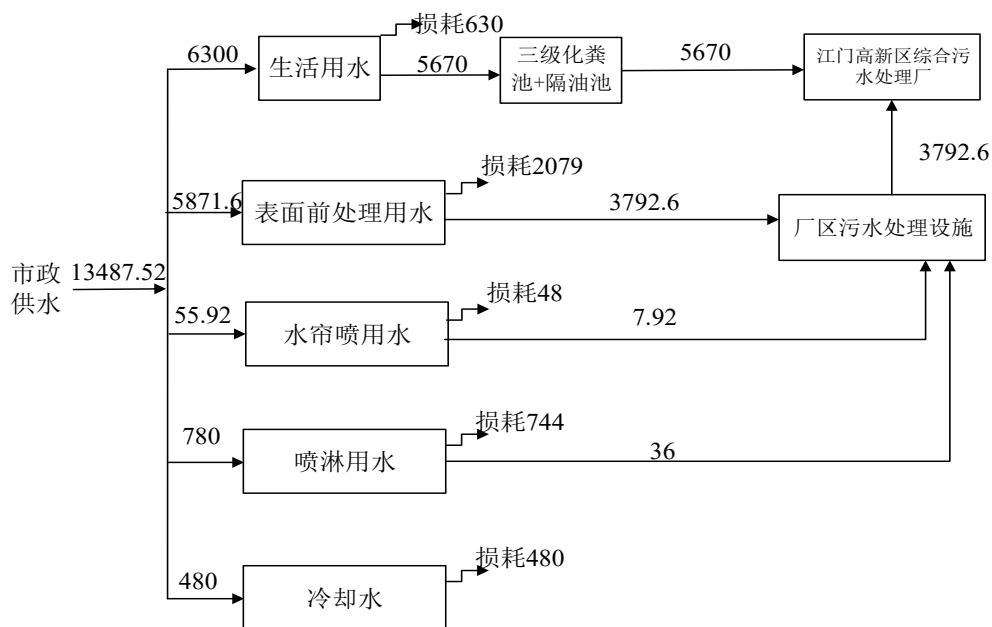 损耗630
6300
生活用水
5670
三级化粪
池+隔油池
5670
江门高新区综合污
水处理厂
3792.6
损耗2079
5871.6
表面前处理用水
3792.6
厂区污水处理设施
市政
供水
13487.52
损耗48
55.92
水帘喷用水
7.92
损耗744
780
喷淋用水
36
损耗480
480
冷却水